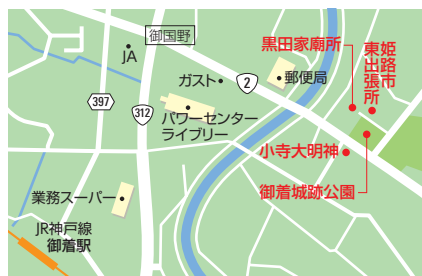 御国野
JA
黒田家廟所
姫路市
東出張所
ガスト
2
郵便局
397
312
パワーセンター
ライブリー
小寺大明神
御着城跡公園
業務スーパー
JR神戸線
御着駅